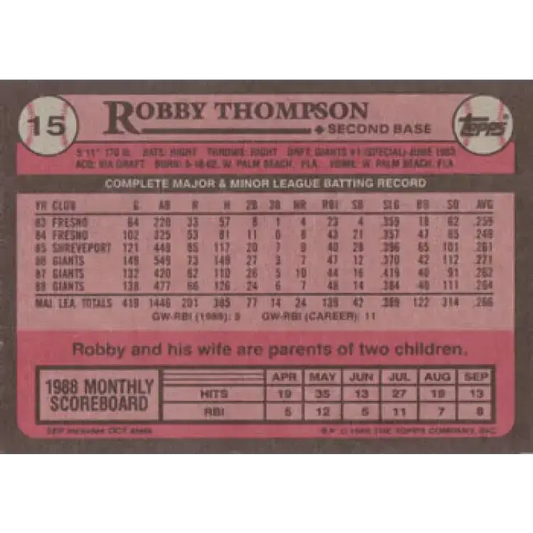 15
ROBBY THOMPSON
SECOND BASE
TOPPS
5'11" 170 lb. BATS: RIGHT THROWS: RIGHT DRAFT: GIANTS #1 (SPECIAL)-JUNE 1983
ACQ: VIA DRAFT BORN: 5-10-62, W. PALM BEACH, FLA. HOME: W. PALM BEACH, FLA.
COMPLETE MAJOR & MINOR LEAGUE BATTING RECORD
YR CLUB G AB R H 2B 3B HR RBI SB SLG BB SO AVG
83 FRESNO 64 220 33 57 8 1 4 23 4 .359 18 62 .259
84 FRESNO 102 325 53 81 11 0 8 43 21 .357 47 85 .249
85 SHREVEPORT 121 449 85 117 20 7 9 40 28 .396 65 101 .261
86 GIANTS 149 549 73 149 27 3 7 47 12 .370 42 112 .271
87 GIANTS 132 420 62 110 26 5 10 44 16 .419 40 91 .262
88 GIANTS 138 477 66 126 24 6 7 48 14 .384 40 111 .264
MAJ. LEA. TOTALS 419 1446 201 385 77 14 24 139 42 .389 122 314 .266
GW-RBI (CAREER): 11
Robby and his wife are parents of two children.
1988 MONTHLY SCOREBOARD
APR MAY JUN JUL AUG SEP
HITS 19 35 13 27 19 13
RBI 5 12 5 11 7 8
SEP INCLUDES OCT GAMES
THE TOPPS COMPANY, INC.